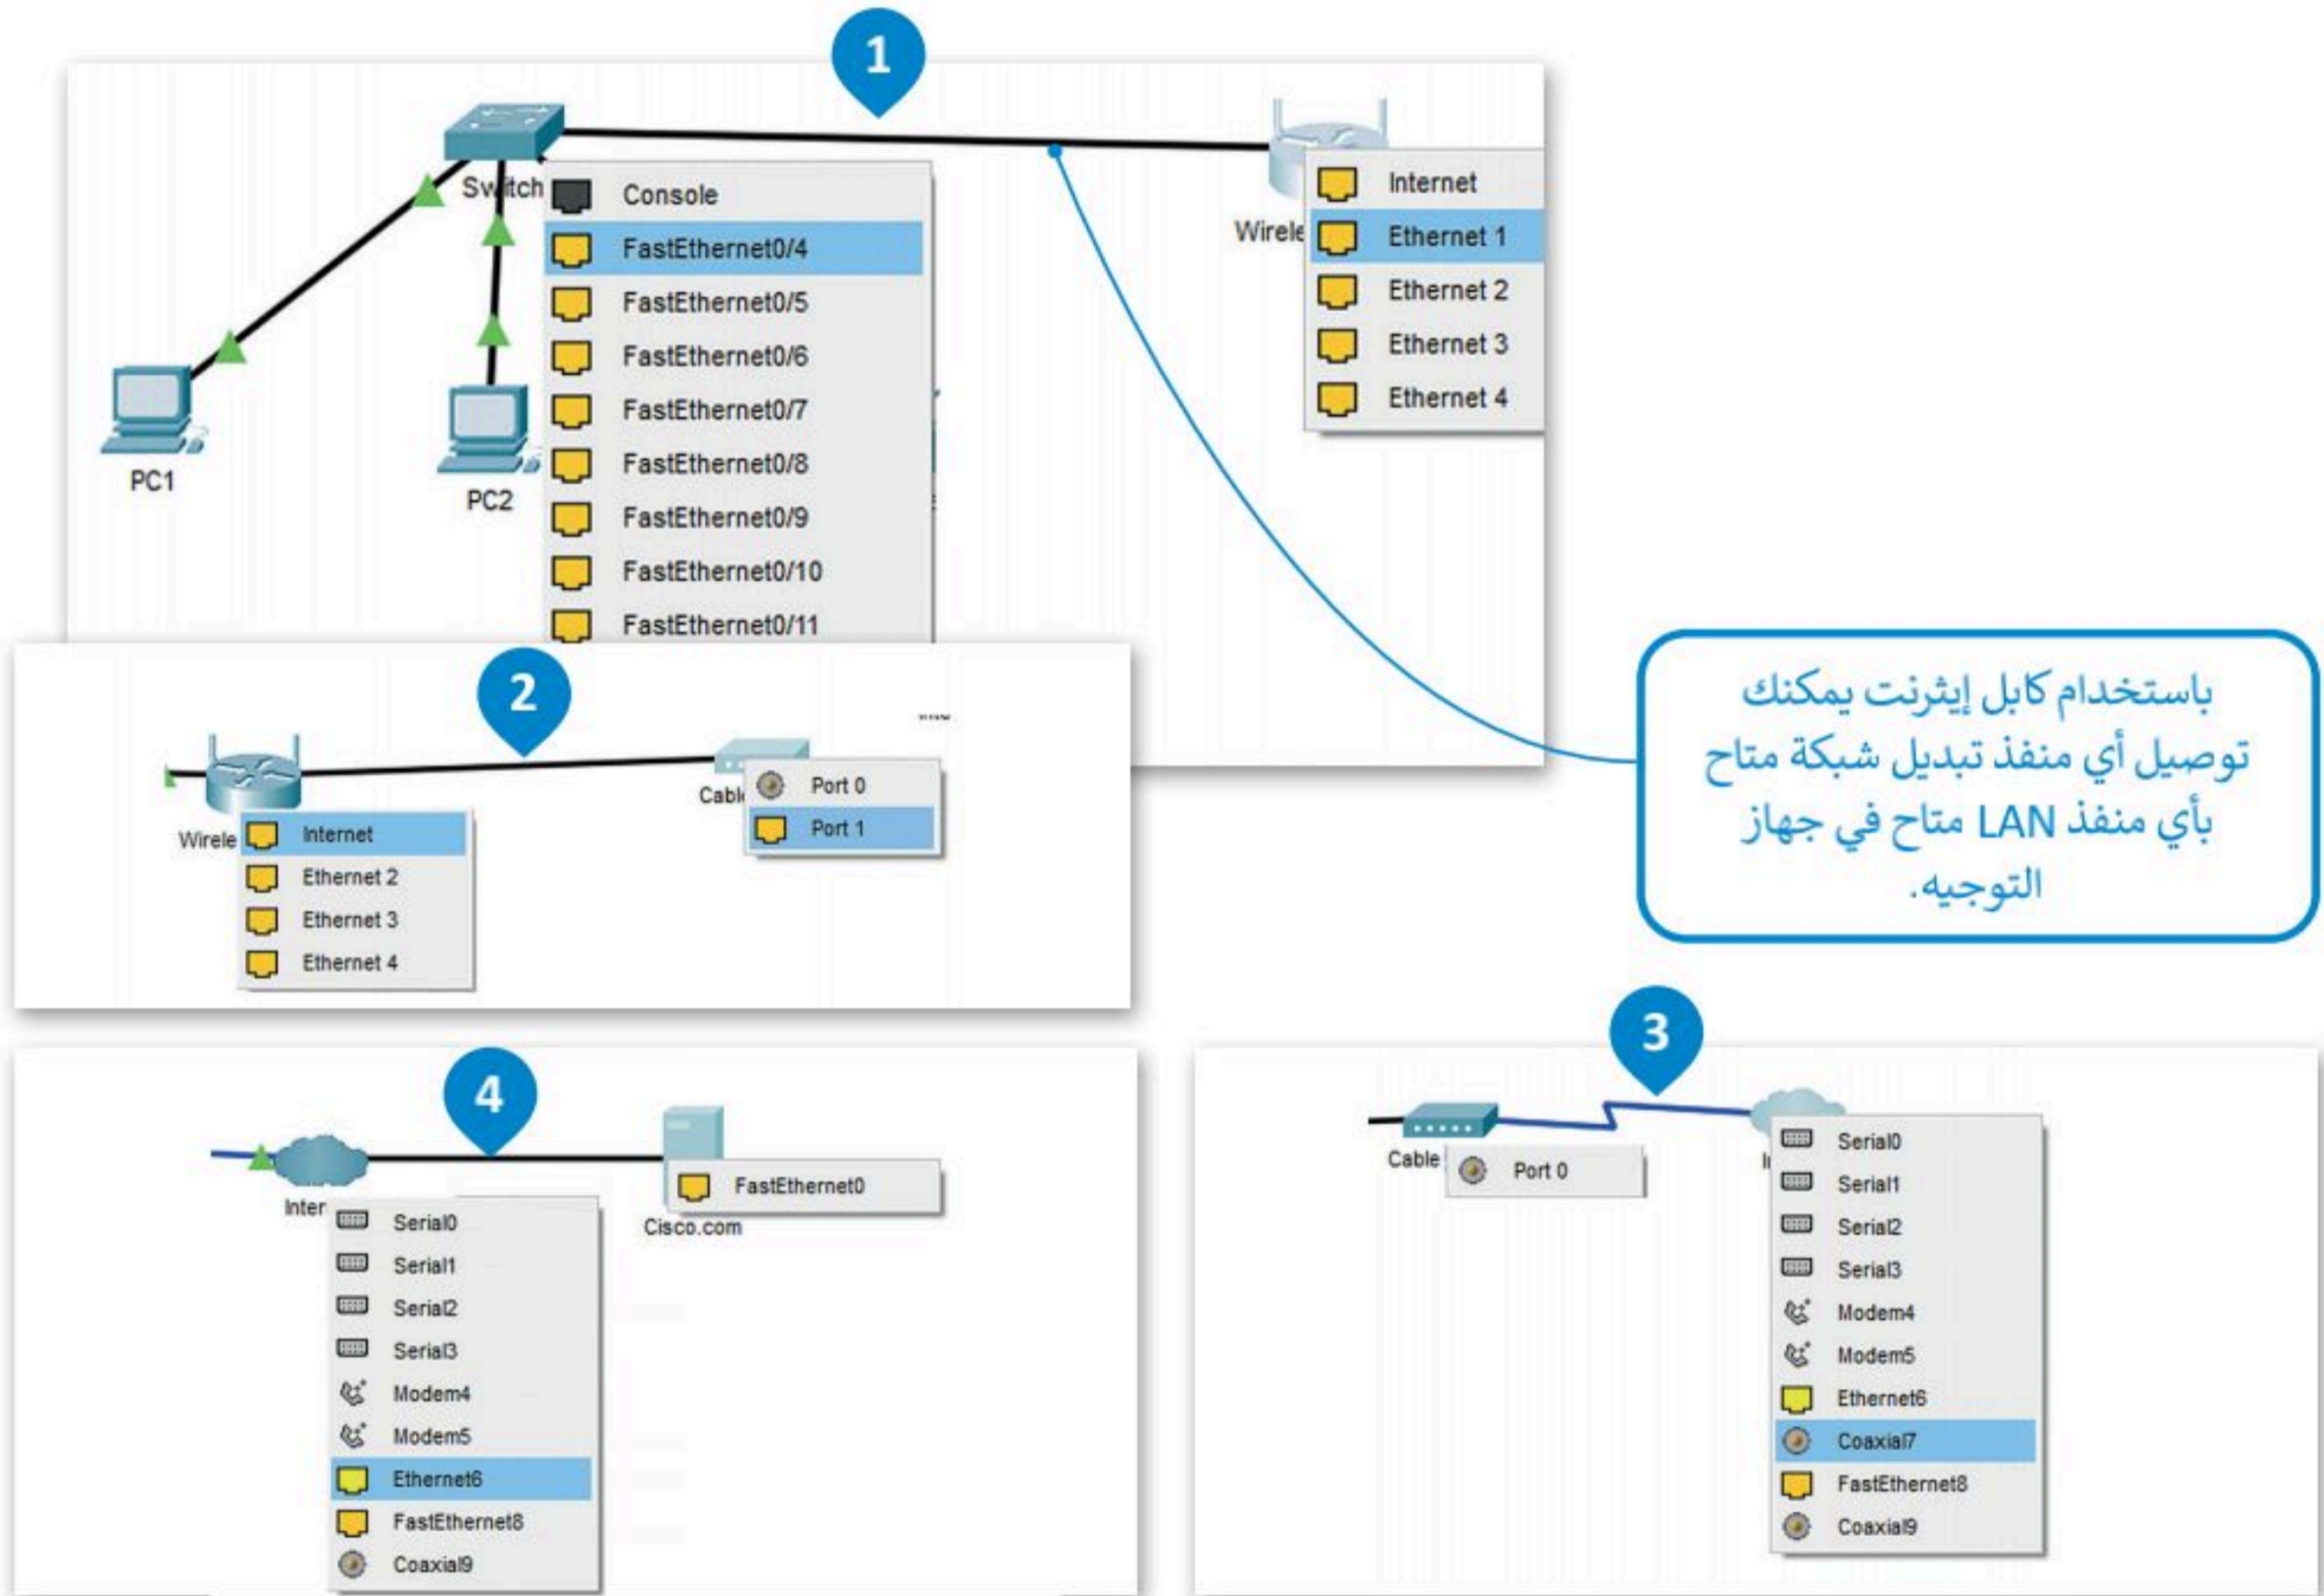 1
Switch
Console
FastEthernet0/4
FastEthernet0/5
FastEthernet0/6
FastEthernet0/7
FastEthernet0/8
FastEthernet0/9
FastEthernet0/10
FastEthernet0/11
PC1
PC2
Wirele
Internet
Ethernet 1
Ethernet 2
Ethernet 3
Ethernet 4
باستخدام كابل إيثرنت يمكنك
توصيل أي منفذ تبديل شبكة متاح
بأي منفذ LAN متاح في جهاز
التوجيه.
2
Wirele
Internet
Ethernet 2
Ethernet 3
Ethernet 4
Cable
Port 0
Port 1
3
Cable
Port 0
Serial0
Serial1
Serial2
Serial3
Modem4
Modem5
Ethernet6
Coaxial7
FastEthernet8
Coaxial9
4
Inter
Serial0
Serial1
Serial2
Serial3
Modem4
Modem5
Ethernet6
FastEthernet8
Coaxial9
FastEthernet0
Cisco.com